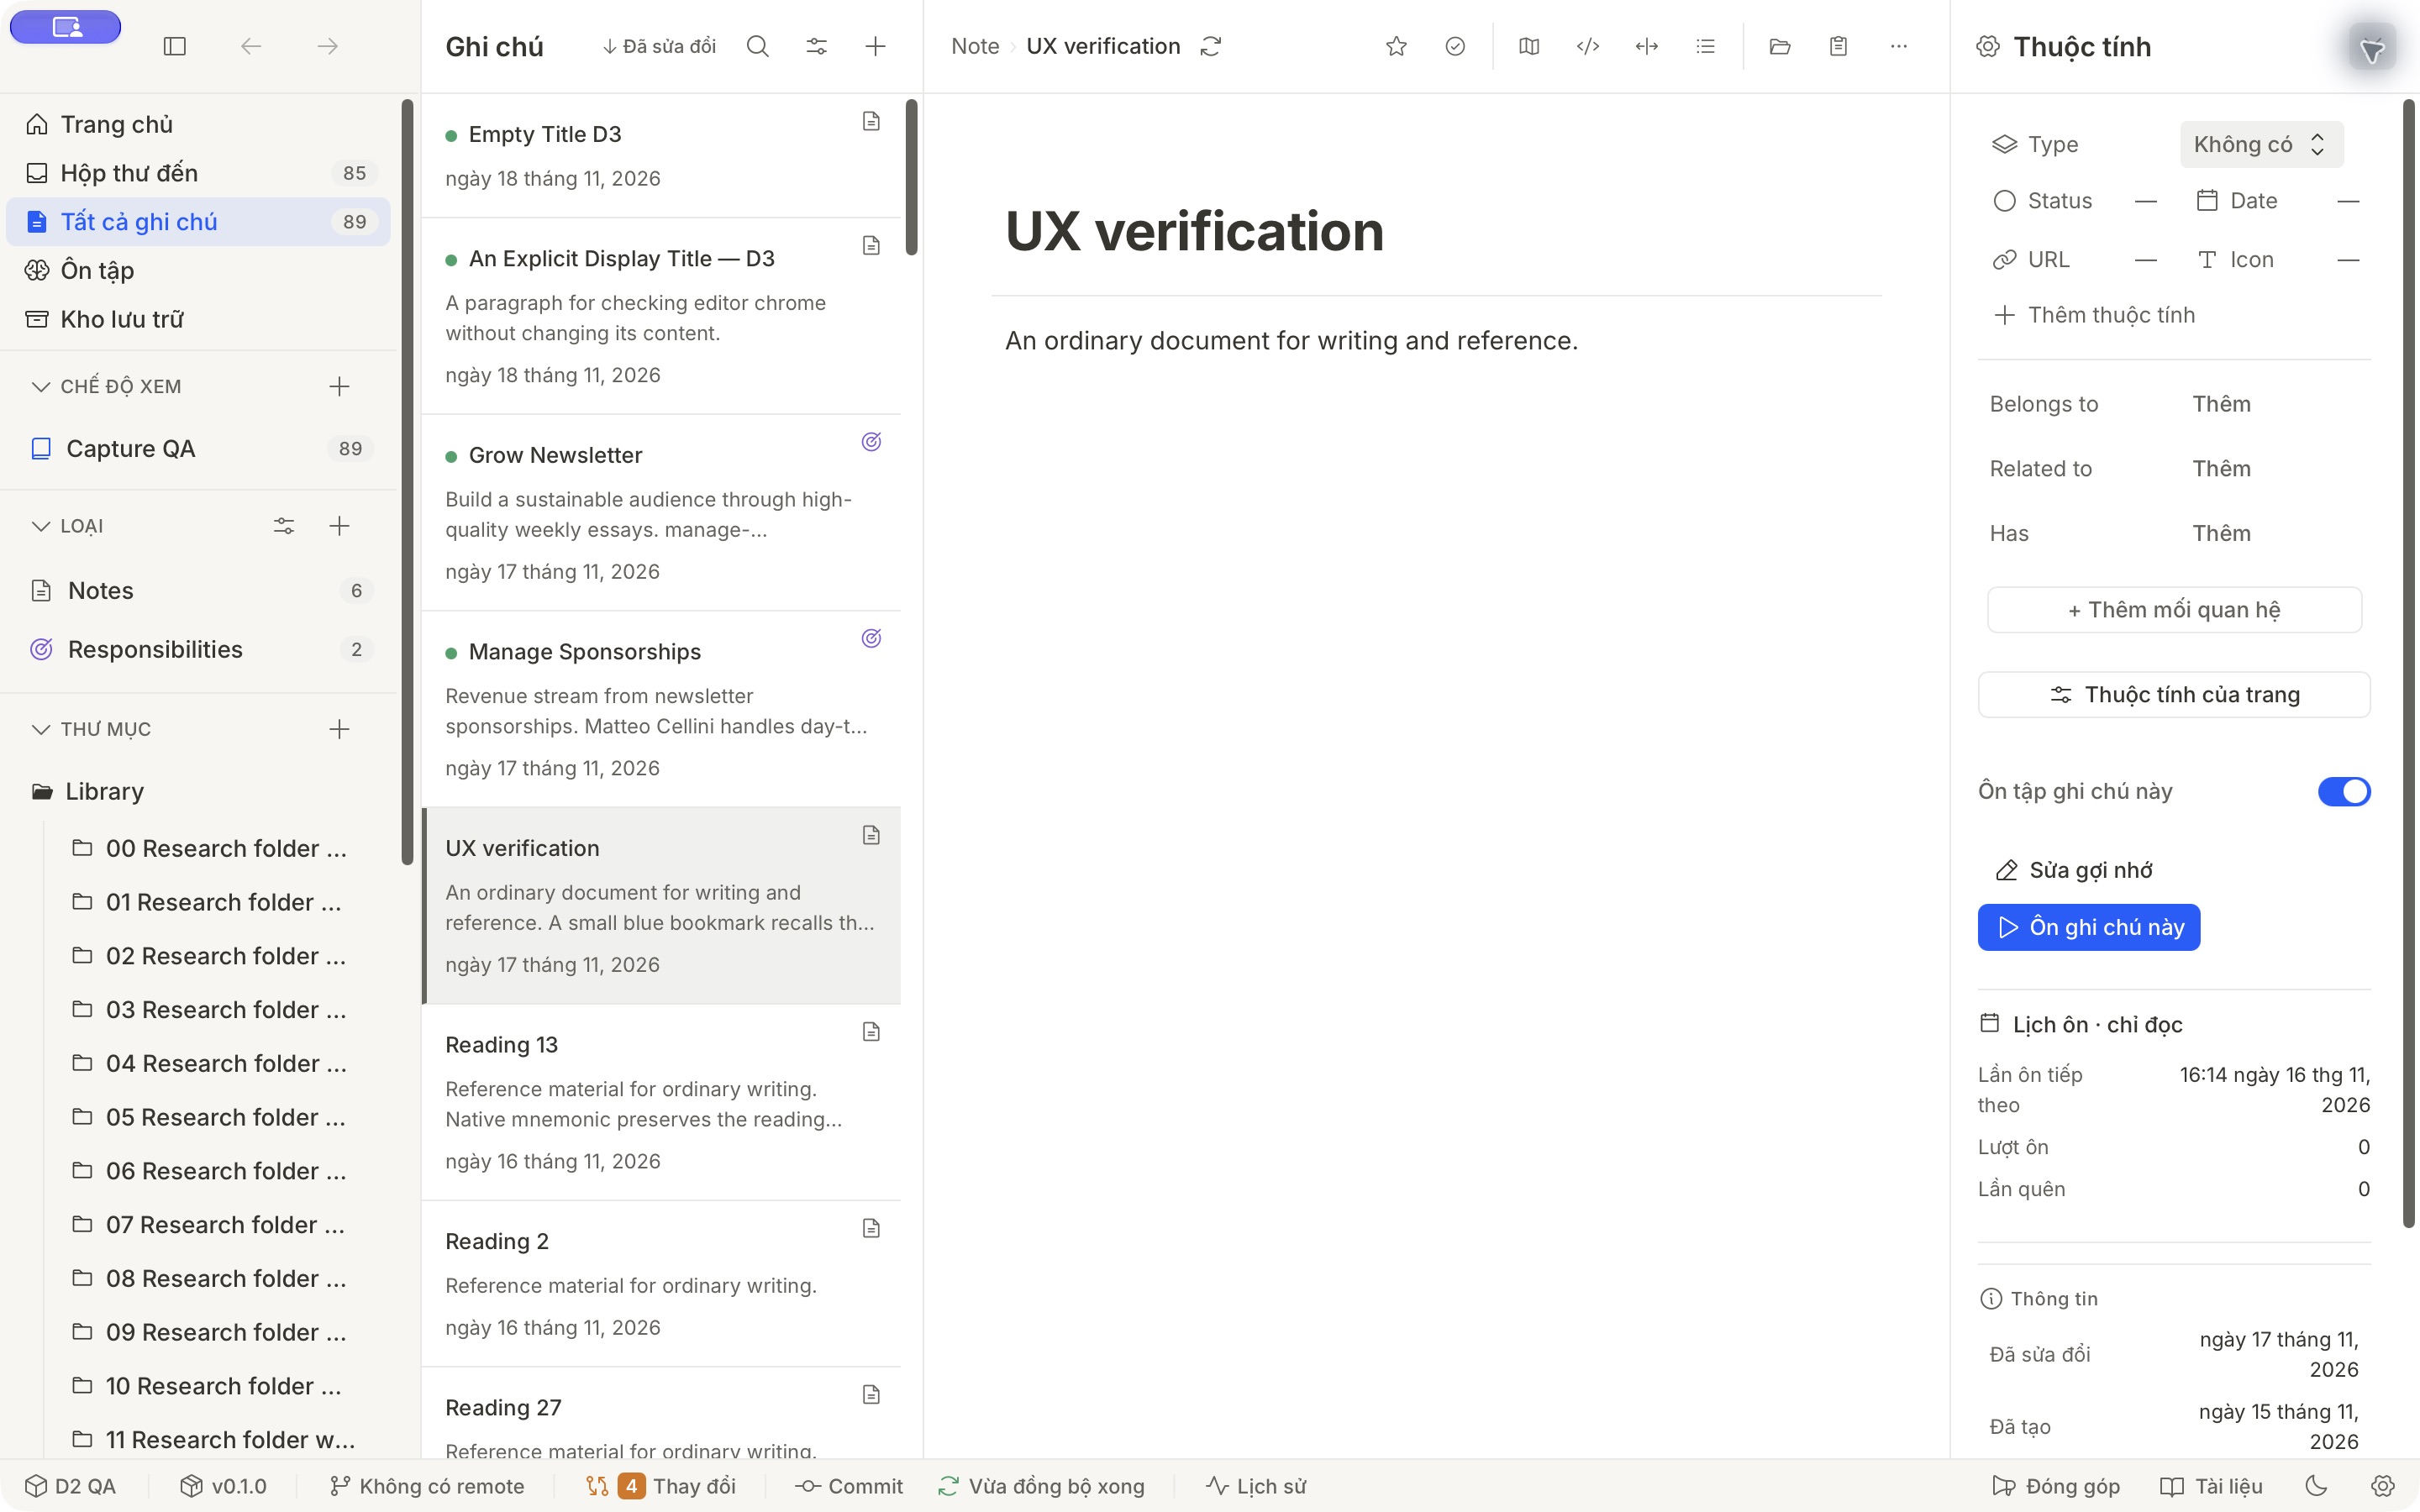 Trang chủ
Hộp thư đến 85
Tất cả ghi chú 89
Ôn tập
Kho lưu trữ
CHẾ ĐỘ XEM
Capture QA 89
LOẠI
Notes 6
Responsibilities 2
THƯ MỤC
Library
00 Research folder ...
01 Research folder ...
02 Research folder ...
03 Research folder ...
04 Research folder ...
05 Research folder ...
06 Research folder ...
07 Research folder ...
08 Research folder ...
09 Research folder ...
10 Research folder ...
11 Research folder w...
Ghi chú Đã sửa đổi
Empty Title D3
ngày 18 tháng 11, 2026
An Explicit Display Title — D3
A paragraph for checking editor chrome
without changing its content.
ngày 18 tháng 11, 2026
Grow Newsletter
Build a sustainable audience through high-
quality weekly essays. manage-...
ngày 17 tháng 11, 2026
Manage Sponsorships
Revenue stream from newsletter
sponsorships. Matteo Cellini handles day-t...
ngày 17 tháng 11, 2026
UX verification
An ordinary document for writing and
reference. A small blue bookmark recalls th...
ngày 17 tháng 11, 2026
Reading 13
Reference material for ordinary writing.
Native mnemonic preserves the reading...
ngày 16 tháng 11, 2026
Reading 2
Reference material for ordinary writing.
ngày 16 tháng 11, 2026
Reading 27
Reference material for ordinary writing.
Note › UX verification
UX verification
An ordinary document for writing and reference.
Thuộc tính
Type Không có
Status — Date —
URL — Icon —
Thêm thuộc tính
Belongs to Thêm
Related to Thêm
Has Thêm
+ Thêm mối quan hệ
Thuộc tính của trang
Ôn tập ghi chú này
Sửa gợi nhớ
Ôn ghi chú này
Lịch ôn · chỉ đọc
Lần ôn tiếp theo 16:14 ngày 16 thg 11, 2026
Lượt ôn 0
Lần quên 0
Thông tin
Đã sửa đổi ngày 17 tháng 11, 2026
Đã tạo ngày 15 tháng 11, 2026
D2 QA v0.1.0 Không có remote 4 Thay đổi Commit Vừa đồng bộ xong Lịch sử Đóng góp Tài liệu